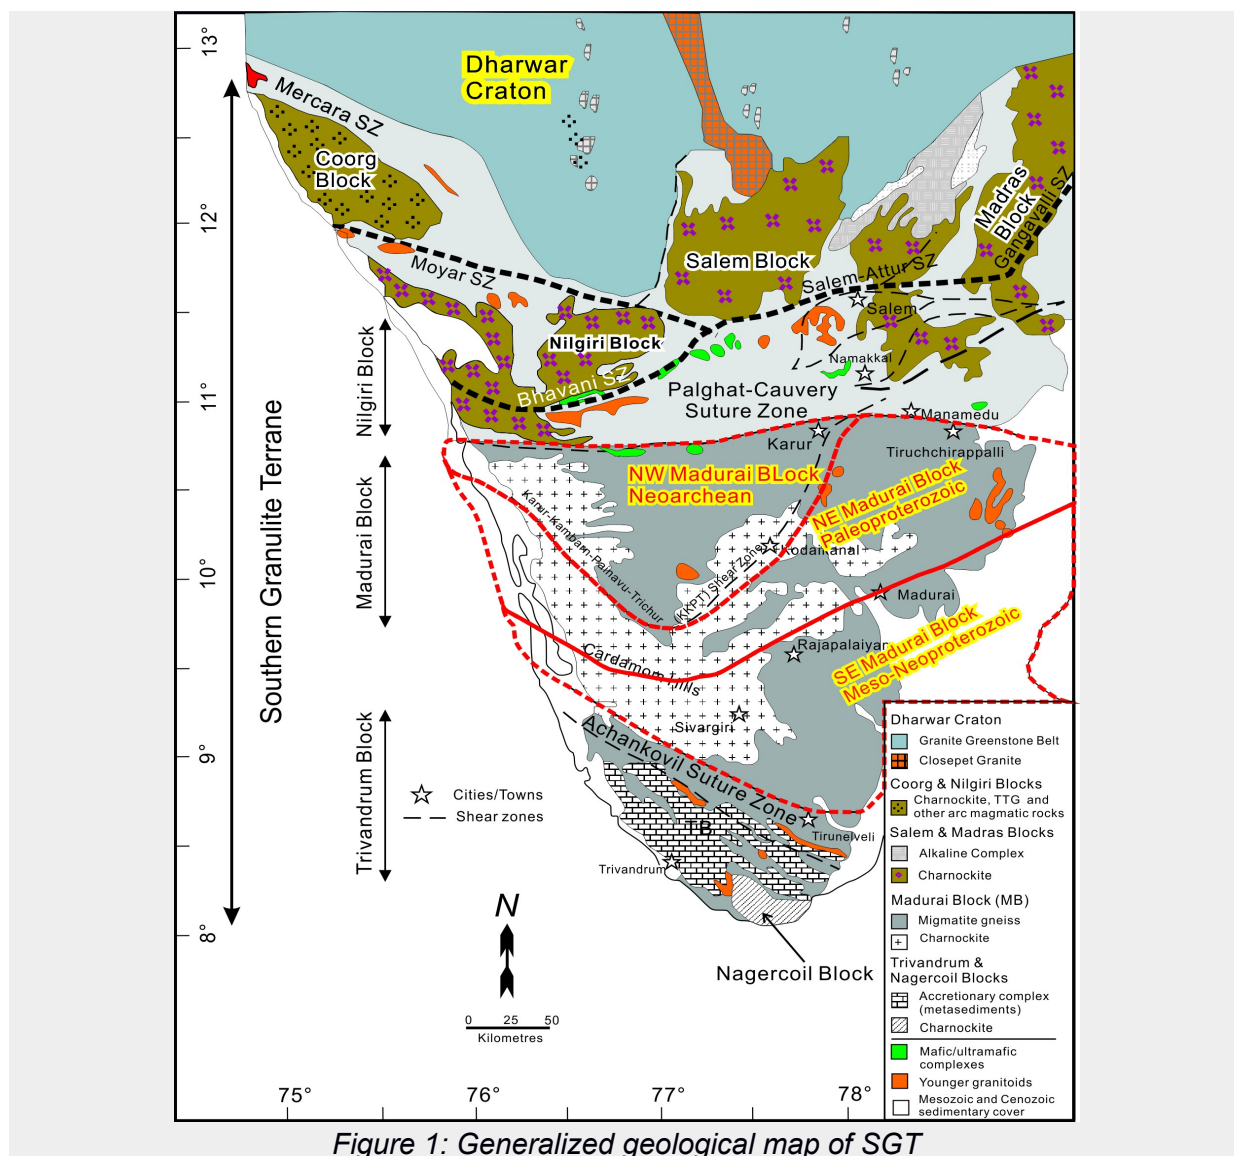 13°
12°
11°
10°
9°
8°
75°
76°
77°
78°
Southern Granulite Terrane
Nilgiri Block
Madurai Block
Trivandrum Block
Dharwar
Craton
Mercara SZ
Coorg
Block
Moyar SZ
Salem Block
Madras
Block
Gangavalli SZ
Salem-Attur SZ
Salem
Nilgiri Block
Bhavani SZ
Namakkal
Palghat-Cauvery
Suture Zone
Manamedu
Karur
Tiruchchirappalli
NW Madurai BLock
Neoarchean
NE Madurai Block
Paleoproterozoic
Karur-Kambam-Painavu-Trichur
(KKPT) Shear Zone
Kodaikanal
Madurai
Rajapalaiyam
SE Madurai Block
Meso-Neoproterozoic
Cardamom Hills
Sivargiri
Achankovil Suture Zone
TB
Tirunelveli
Trivandrum
Nagercoil Block
Cities/Towns
Shear zones
N
0 25 50
Kilometres
Dharwar Craton
Granite Greenstone Belt
Closepet Granite
Coorg & Nilgiri Blocks
Charnockite, TTG and
other arc magmatic rocks
Salem & Madras Blocks
Alkaline Complex
Charnockite
Madurai Block (MB)
Migmatite gneiss
Charnockite
Trivandrum &
Nagercoil Blocks
Accretionary complex
(metasediments)
Charnockite
Mafic/ultramafic
complexes
Younger granitoids
Mesozoic and Cenozoic
sedimentary cover
Figure 1: Generalized geological map of SGT